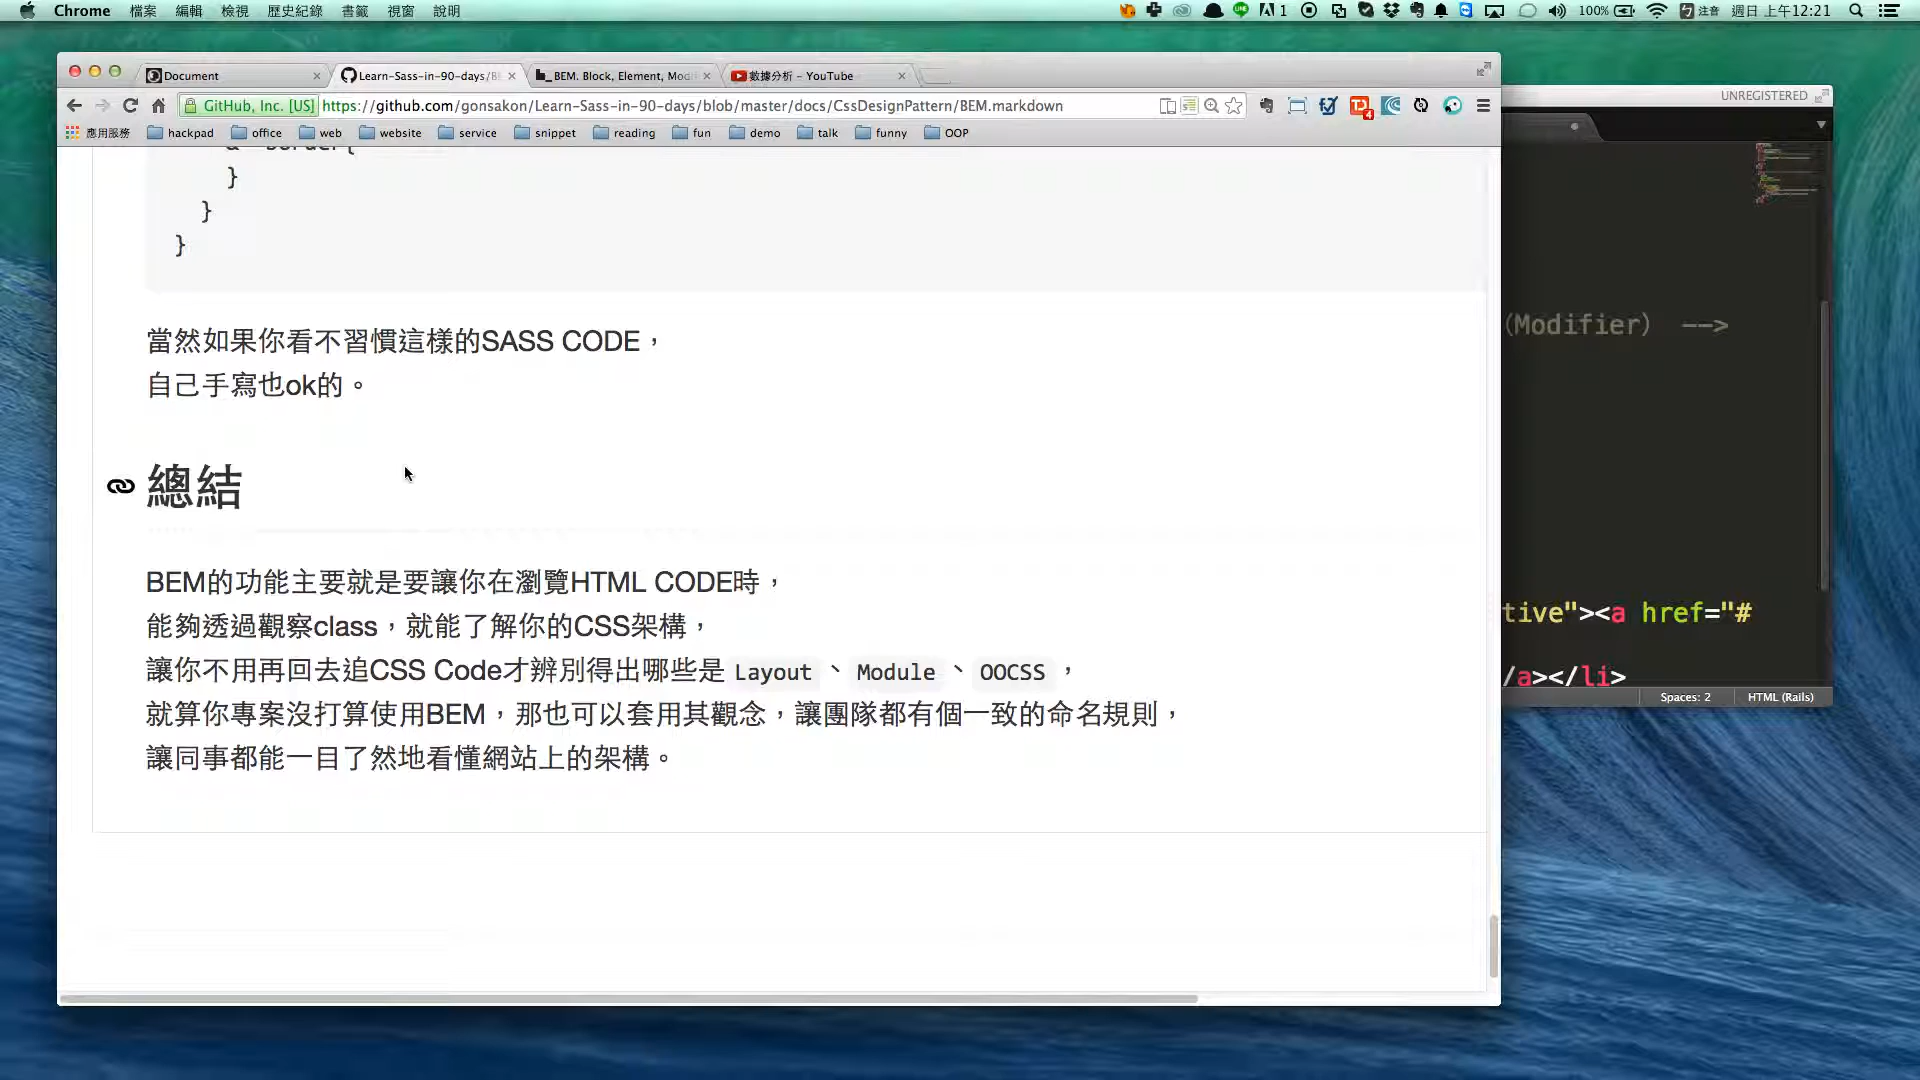 Chrome 檔案 編輯 檢視 歷史紀錄 書籤 視窗 說明 1 100% 注音 週日 上午12:21
Document Learn-Sass-in-90-days/B BEM. Block, Element, Mod 數據分析 - YouTube
UNREGISTERED
GitHub, Inc. [US] https://github.com/gonsakon/Learn-Sass-in-90-days/blob/master/docs/CssDesignPattern/BEM.markdown
應用服務 hackpad office web website service snippet reading fun demo talk funny OOP
}
}
}
當然如果你看不習慣這樣的SASS CODE，
自己手寫也ok的。
總結
BEM的功能主要就是要讓你在瀏覽HTML CODE時，
能夠透過觀察class，就能了解你的CSS架構，
讓你不用再回去追CSS Code才辨別得出哪些是 Layout、Module、OOCSS，
就算你專案沒打算使用BEM，那也可以套用其觀念，讓團隊都有個一致的命名規則，
讓同事都能一目了然地看懂網站上的架構。
(Modifier) -->
tive"><a href="#
/a></li>
Spaces: 2 HTML (Rails)